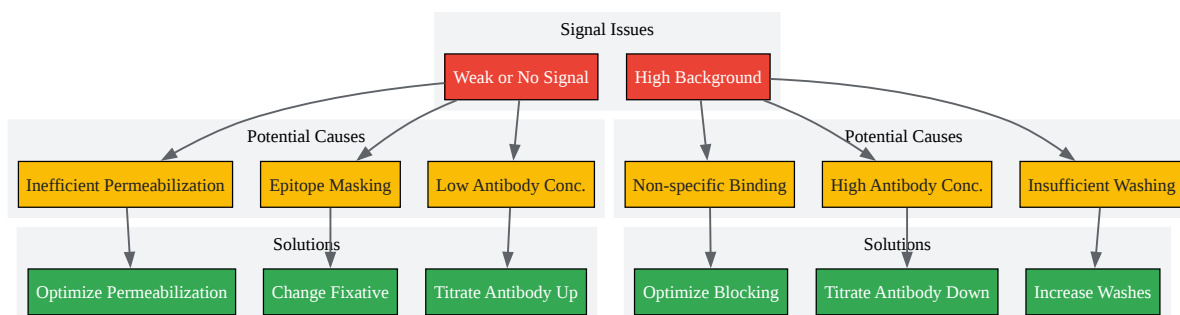 Signal Issues
Weak or No Signal
High Background
Potential Causes
Potential Causes
Inefficient Permeabilization
Epitope Masking
Low Antibody Conc.
Non-specific Binding
High Antibody Conc.
Insufficient Washing
Solutions
Solutions
Optimize Permeabilization
Change Fixative
Titrate Antibody Up
Optimize Blocking
Titrate Antibody Down
Increase Washes